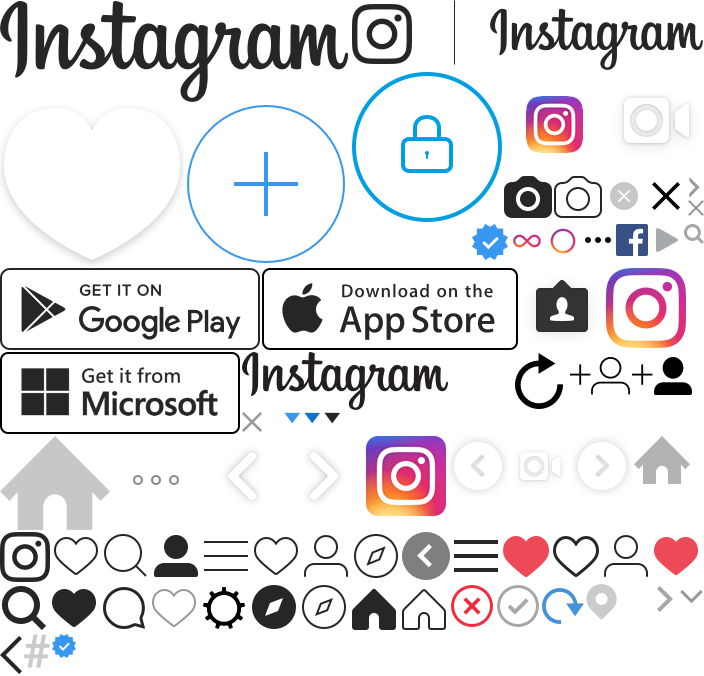 Instagram
Instagram
GET IT ON
Google Play
Download on the
App Store
Get it from
Microsoft
Instagram
#